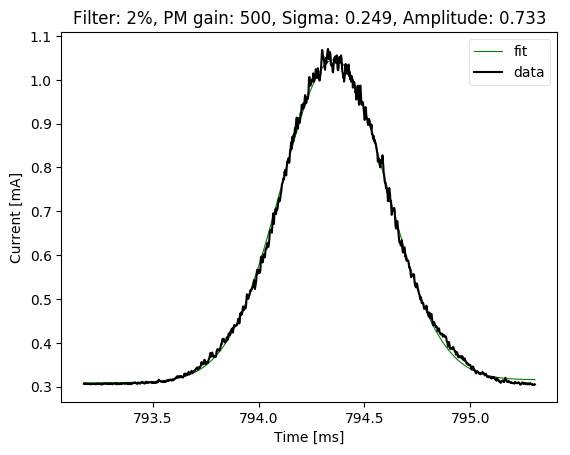 Filter: 2%, PM gain: 500, Sigma: 0.249, Amplitude: 0.733
fit
data
1.1
1.0
0.9
0.8
0.7
0.6
0.5
0.4
0.3
Current [mA]
793.5 794.0 794.5 795.0
Time [ms]